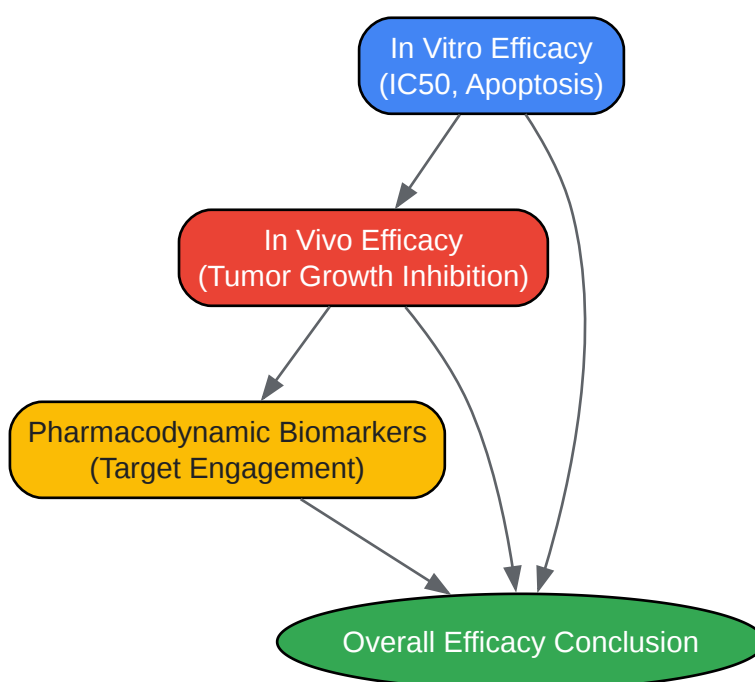 In Vitro Efficacy
(IC50, Apoptosis)
In Vivo Efficacy
(Tumor Growth Inhibition)
Pharmacodynamic Biomarkers
(Target Engagement)
Overall Efficacy Conclusion